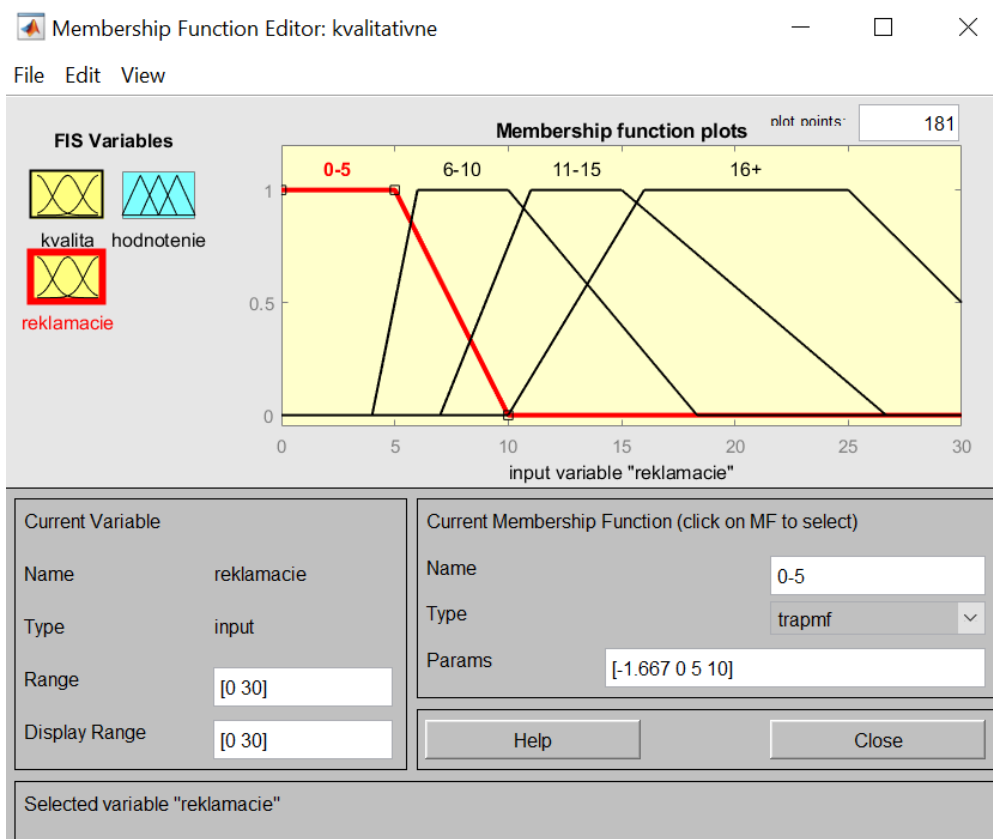 Membership Function Editor: kvalitativne
File Edit View
FIS Variables
kvalita hodnotenie
reklamacie
Membership function plots
plot points:
181
0-5 6-10 11-15 16+
1
0.5
0
0 5 10 15 20 25 30
input variable "reklamacie"
Current Variable
Name reklamacie
Type input
Range [0 30]
Display Range [0 30]
Current Membership Function (click on MF to select)
Name 0-5
Type trapmf
Params [-1.667 0 5 10]
Help Close
Selected variable "reklamacie"